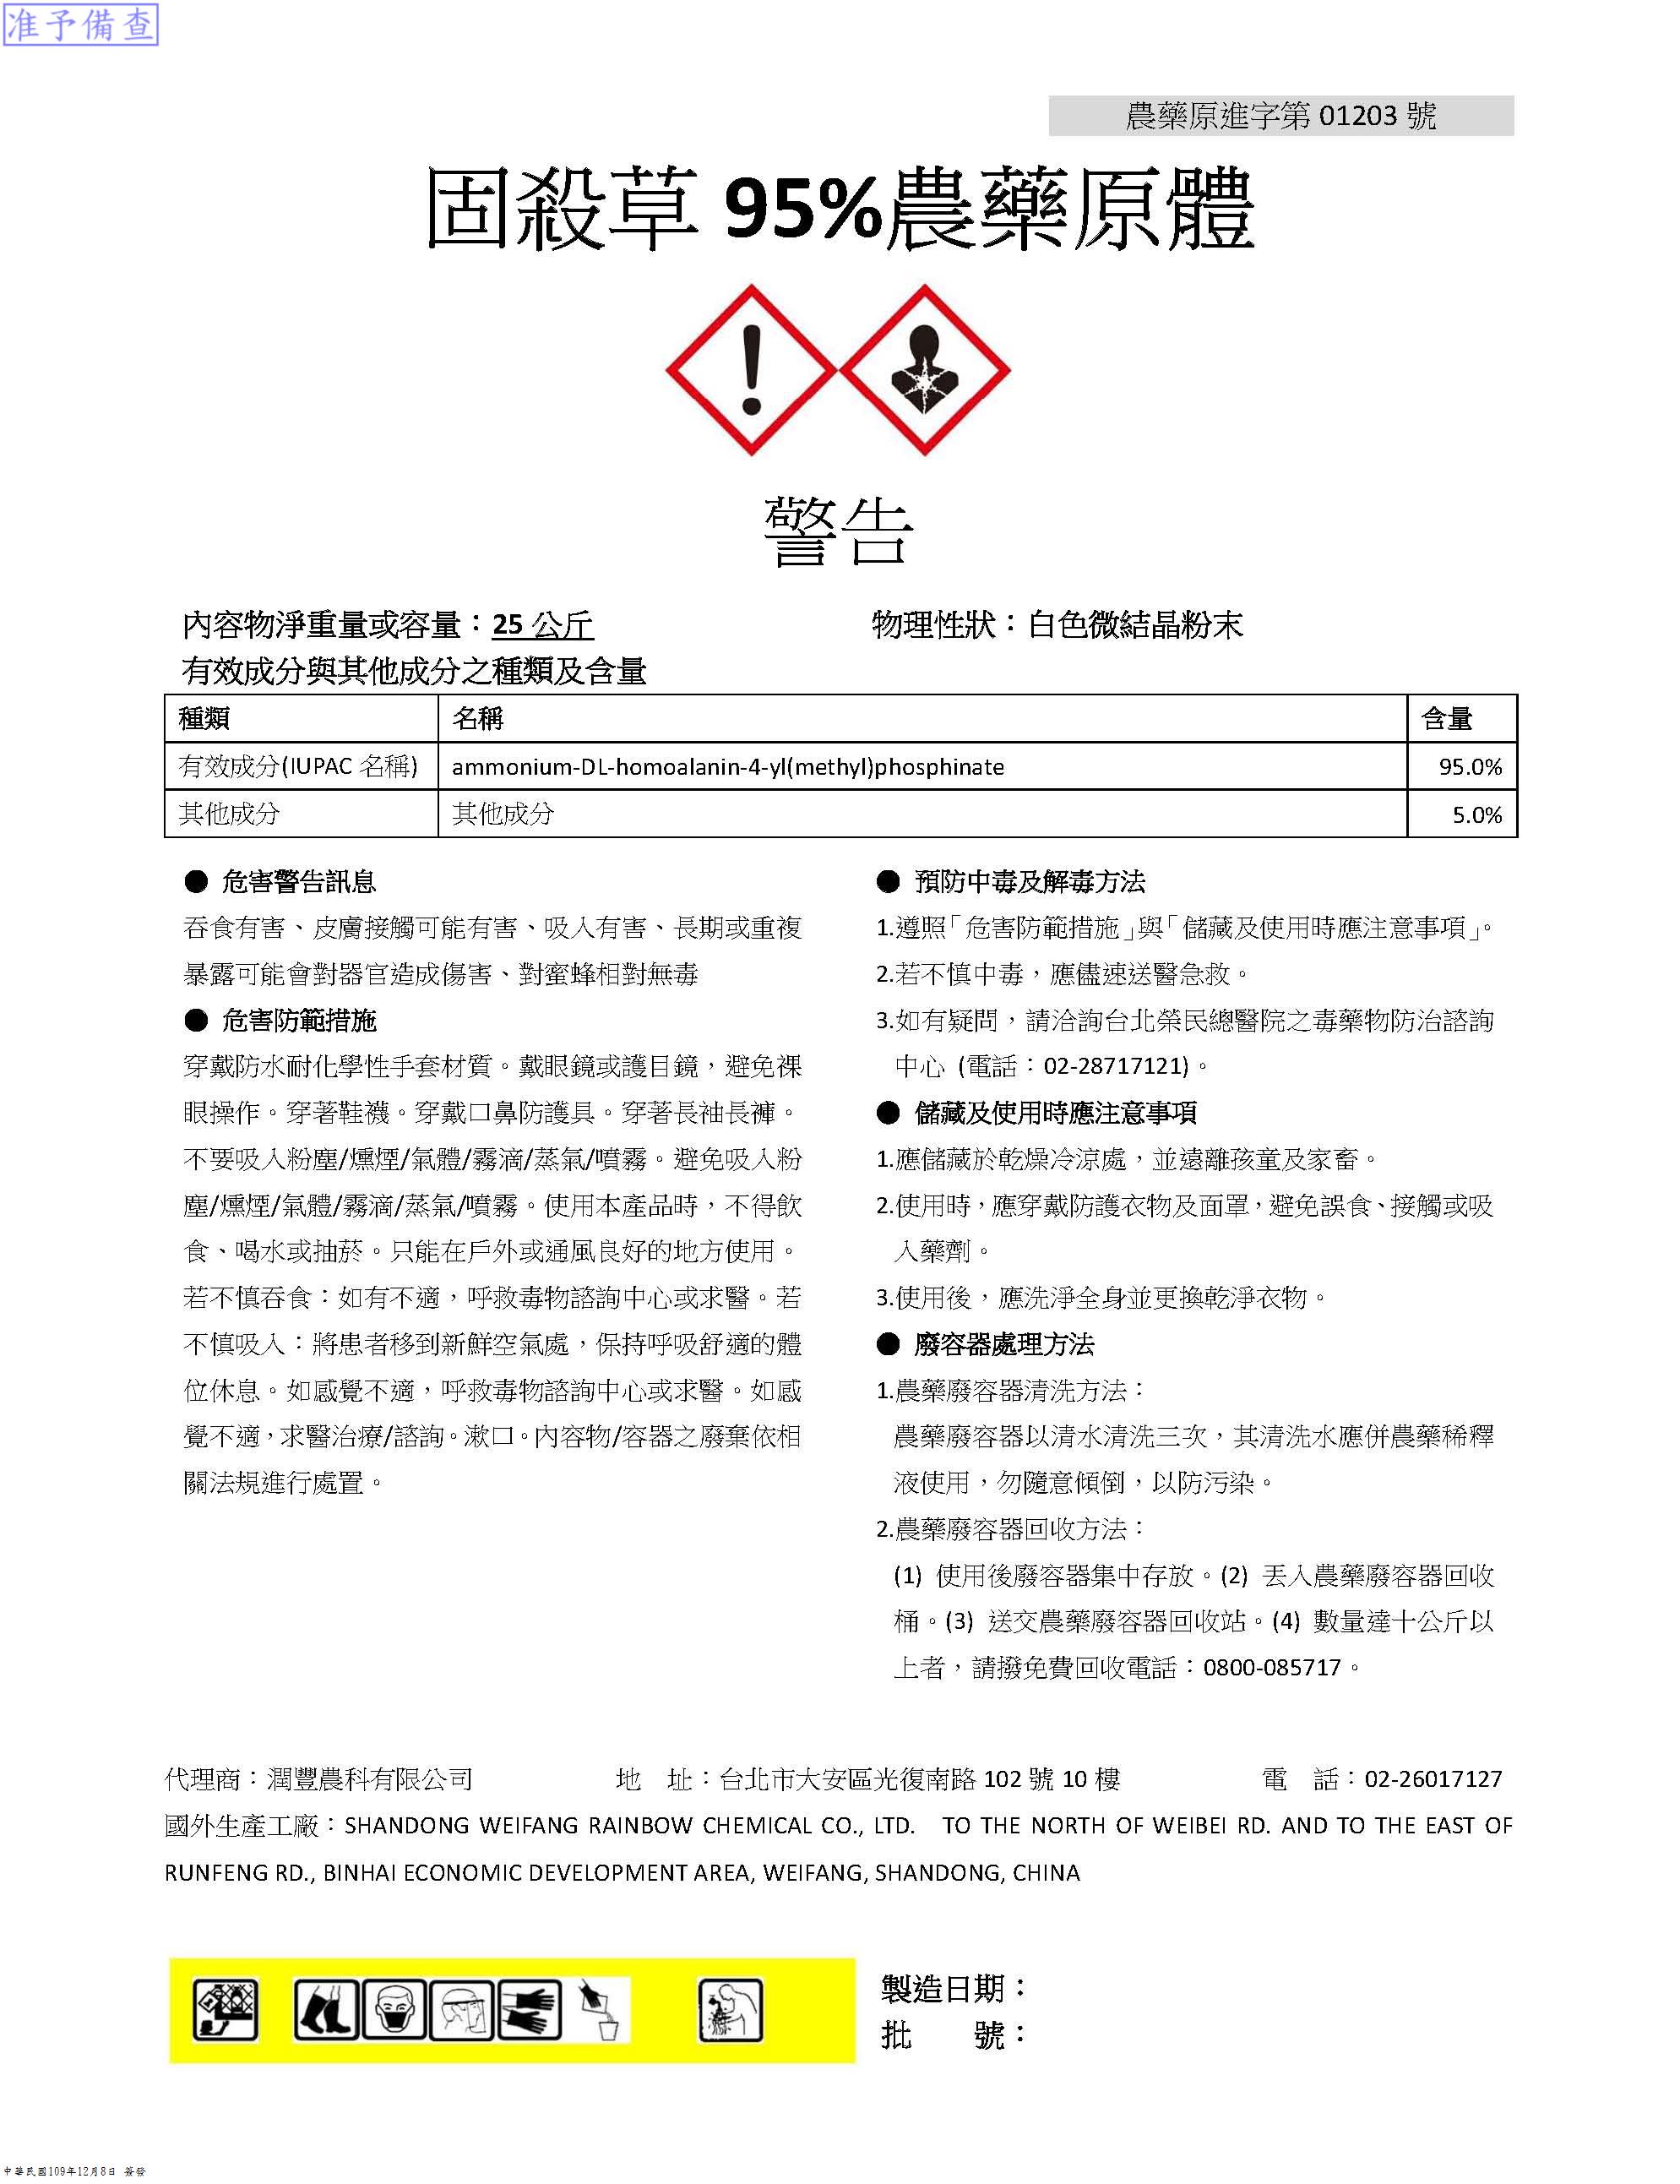 准予備查
農藥原進字第 01203 號
固殺草 95%農藥原體
警告
內容物淨重量或容量：25 公斤
物理性狀：白色微結晶粉末
有效成分與其他成分之種類及含量
種類 名稱 含量
有效成分(IUPAC 名稱) ammonium-DL-homoalanin-4-yl(methyl)phosphinate 95.0%
其他成分 其他成分 5.0%
● 危害警告訊息
吞食有害、皮膚接觸可能有害、吸入有害、長期或重複
暴露可能會對器官造成傷害、對蜜蜂相對無毒
● 危害防範措施
穿戴防水耐化學性手套材質。戴眼鏡或護目鏡，避免裸
眼操作。穿著鞋襪。穿戴口鼻防護具。穿著長袖長褲。
不要吸入粉塵/燻煙/氣體/霧滴/蒸氣/噴霧。避免吸入粉
塵/燻煙/氣體/霧滴/蒸氣/噴霧。使用本產品時，不得飲
食、喝水或抽菸。只能在戶外或通風良好的地方使用。
若不慎吞食：如有不適，呼救毒物諮詢中心或求醫。若
不慎吸入：將患者移到新鮮空氣處，保持呼吸舒適的體
位休息。如感覺不適，呼救毒物諮詢中心或求醫。如感
覺不適，求醫治療/諮詢。漱口。內容物/容器之廢棄依相
關法規進行處置。
● 預防中毒及解毒方法
1.遵照「危害防範措施」與「儲藏及使用時應注意事項」。
2.若不慎中毒，應儘速送醫急救。
3.如有疑問，請洽詢台北榮民總醫院之毒藥物防治諮詢
中心 (電話：02-28717121)。
● 儲藏及使用時應注意事項
1.應儲藏於乾燥冷涼處，並遠離孩童及家畜。
2.使用時，應穿戴防護衣物及面罩，避免誤食、接觸或吸
入藥劑。
3.使用後，應洗淨全身並更換乾淨衣物。
● 廢容器處理方法
1.農藥廢容器清洗方法：
農藥廢容器以清水清洗三次，其清洗水應併農藥稀釋
液使用，勿隨意傾倒，以防污染。
2.農藥廢容器回收方法：
(1) 使用後廢容器集中存放。(2) 丟入農藥廢容器回收
桶。(3) 送交農藥廢容器回收站。(4) 數量達十公斤以
上者，請撥免費回收電話：0800-085717。
代理商：潤豐農科有限公司 地　址：台北市大安區光復南路 102 號 10 樓 電　話：02-26017127
國外生產工廠：SHANDONG WEIFANG RAINBOW CHEMICAL CO., LTD. TO THE NORTH OF WEIBEI RD. AND TO THE EAST OF
RUNFENG RD., BINHAI ECONOMIC DEVELOPMENT AREA, WEIFANG, SHANDONG, CHINA
製造日期：
批　　號：
中華民國109年12月8日 簽發